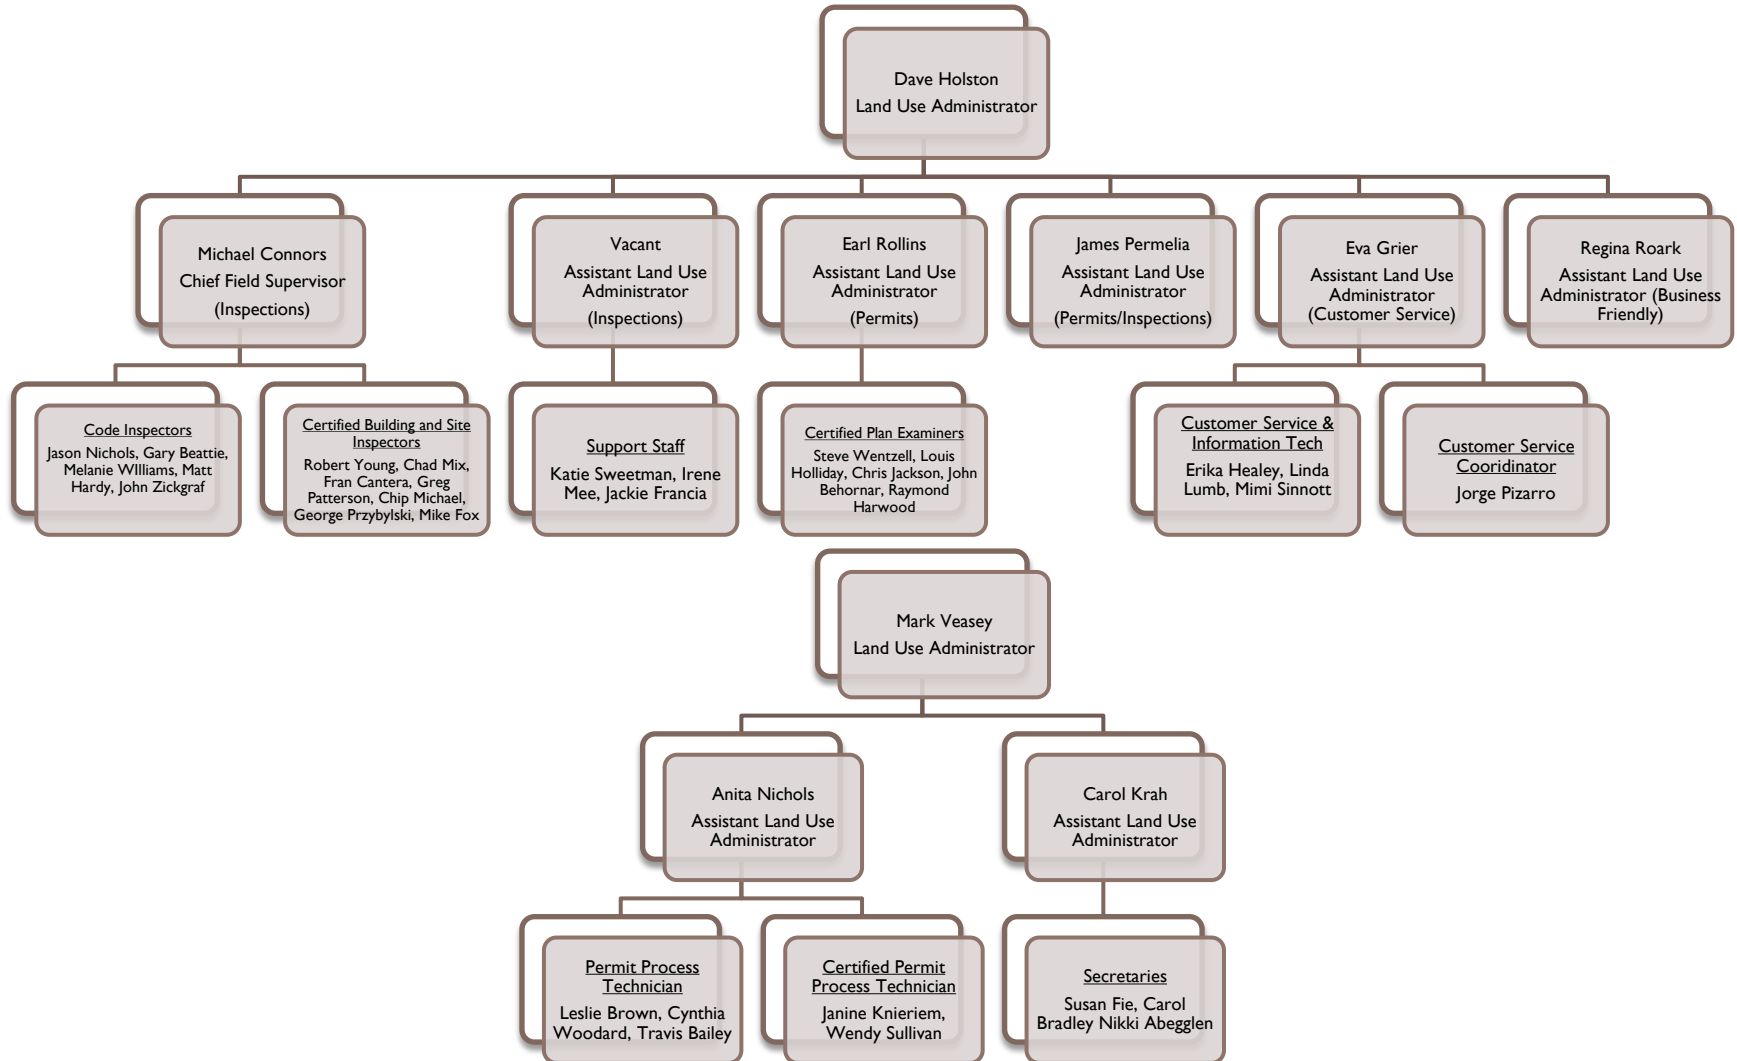 Dave Holston
Land Use Administrator
Michael Connors
Chief Field Supervisor
(Inspections)
Vacant
Assistant Land Use
Administrator
(Inspections)
Earl Rollins
Assistant Land Use
Administrator
(Permits)
James Permelia
Assistant Land Use
Administrator
(Permits/Inspections)
Eva Grier
Assistant Land Use
Administrator
(Customer Service)
Regina Roark
Assistant Land Use
Administrator (Business
Friendly)
Code Inspectors
Jason Nichols, Gary Beattie,
Melanie WIlliams, Matt
Hardy, John Zickgraf
Certified Building and Site
Inspectors
Robert Young, Chad Mix,
Fran Cantera, Greg
Patterson, Chip Michael,
George Przybylski, Mike Fox
Support Staff
Katie Sweetman, Irene
Mee, Jackie Francia
Certified Plan Examiners
Steve Wentzell, Louis
Holliday, Chris Jackson, John
Behornar, Raymond
Harwood
Customer Service &
Information Tech
Erika Healey, Linda
Lumb, Mimi Sinnott
Customer Service
Cooridinator
Jorge Pizarro
Mark Veasey
Land Use Administrator
Anita Nichols
Assistant Land Use
Administrator
Carol Krah
Assistant Land Use
Administrator
Permit Process
Technician
Leslie Brown, Cynthia
Woodard, Travis Bailey
Certified Permit
Process Technician
Janine Knieriem,
Wendy Sullivan
Secretaries
Susan Fie, Carol
Bradley Nikki Abegglen